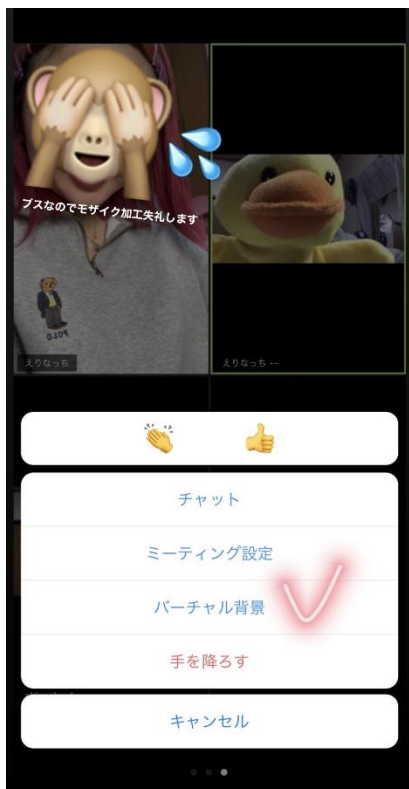 ブスなのでモザイク加工失礼します
POLO
えりなっち
えりなっち --
チャット
ミーティング設定
バーチャル背景
手を降ろす
キャンセル